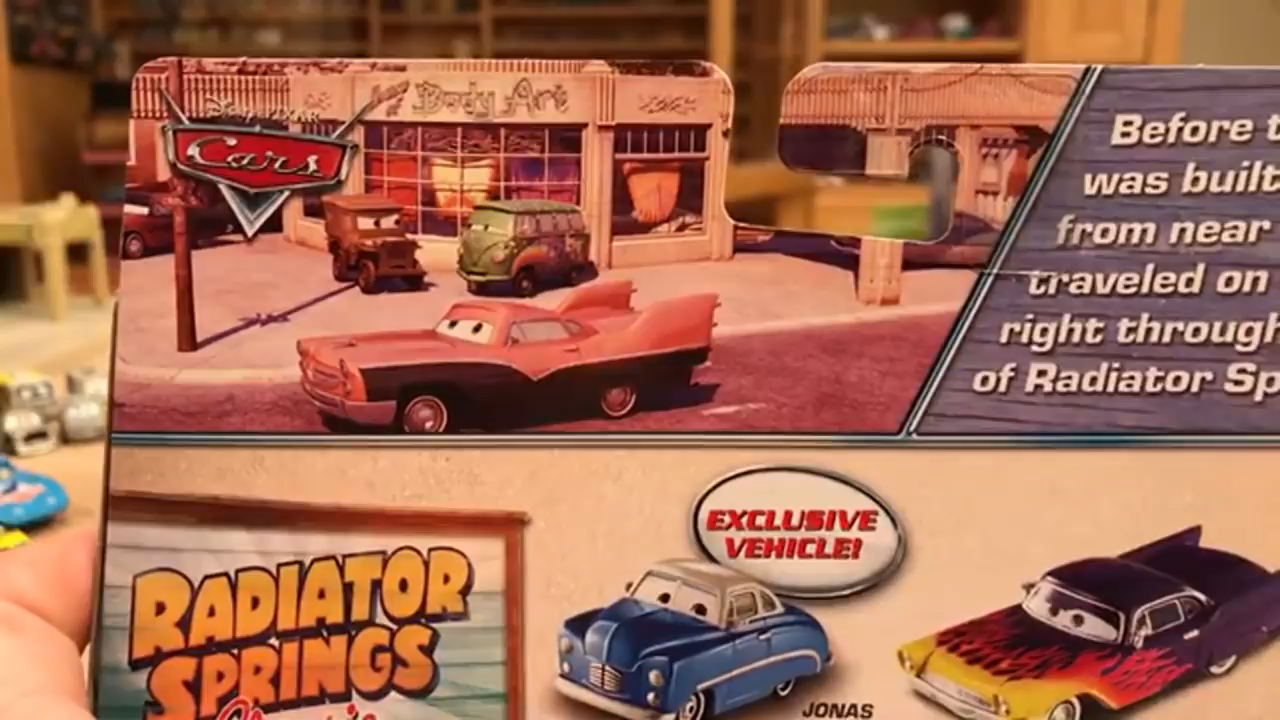 Disney·PIXAR
Cars
Body Art
Before t
was built
from near
traveled on
right through
of Radiator Sp
EXCLUSIVE
VEHICLE!
RADIATOR
SPRINGS
Classic
JONAS